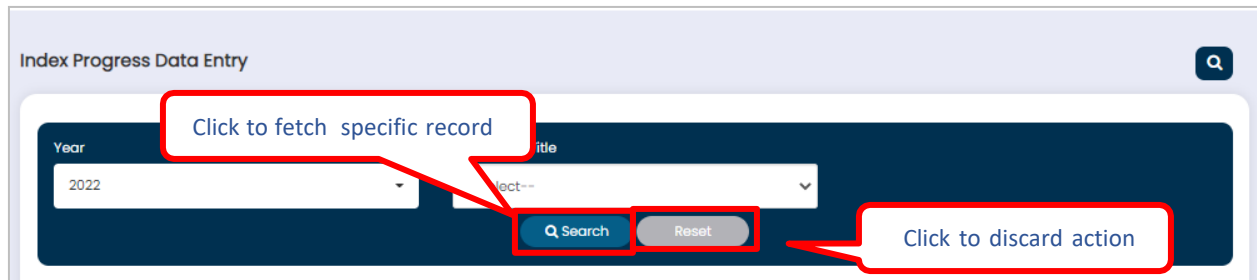 Index Progress Data Entry
Click to fetch specific record
Year
2022
Search
Reset
Click to discard action